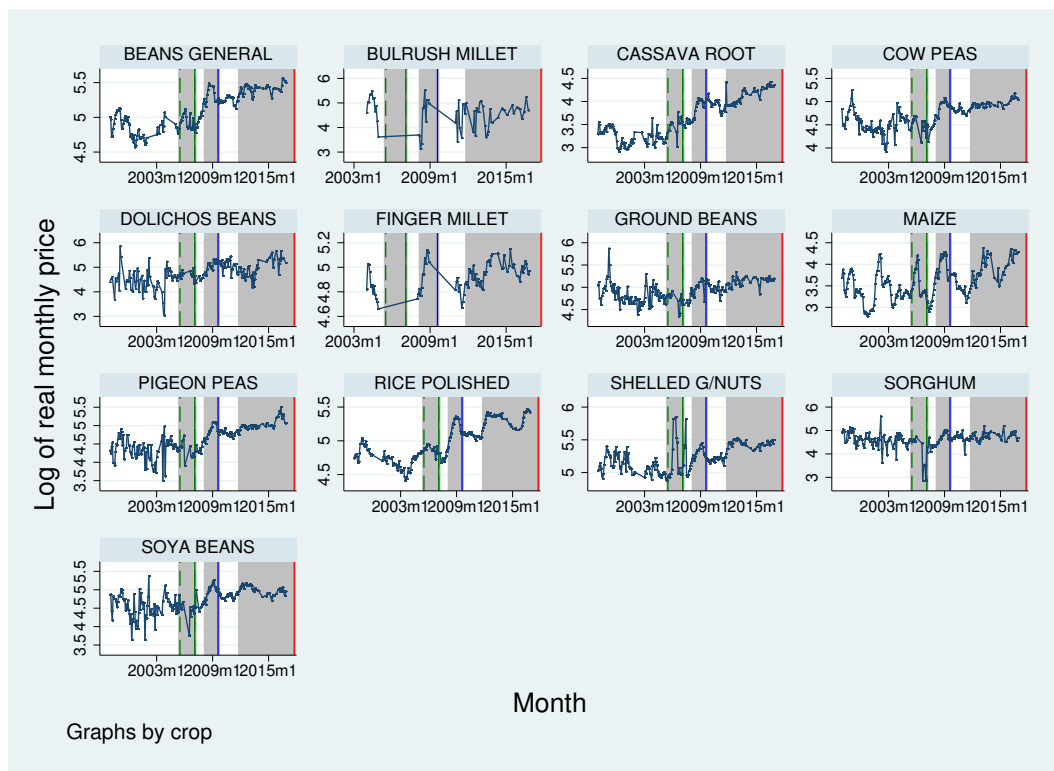 Log of real monthly price
BEANS GENERAL
5.5
5
4.5
2003m1 2009m1 2015m1
BULRUSH MILLET
6
5
4
3
2003m1 2009m1 2015m1
CASSAVA ROOT
4.5
4
3.5
3
2003m1 2009m1 2015m1
COW PEAS
5.5
5
4.5
4
2003m1 2009m1 2015m1
DOLICHOS BEANS
6
5
4
3
2003m1 2009m1 2015m1
FINGER MILLET
5.2
5
4.8
4.6
2003m1 2009m1 2015m1
GROUND BEANS
6
5.5
5
4.5
2003m1 2009m1 2015m1
MAIZE
4.5
4
3.5
3
2003m1 2009m1 2015m1
PIGEON PEAS
5.5
5
4.5
4
3.5
2003m1 2009m1 2015m1
RICE POLISHED
5.5
5
4.5
2003m1 2009m1 2015m1
SHELLED G/NUTS
6
5.5
5
2003m1 2009m1 2015m1
SORGHUM
6
5
4
3
2003m1 2009m1 2015m1
SOYA BEANS
5.5
5
4.5
4
3.5
2003m1 2009m1 2015m1
Month
Graphs by crop